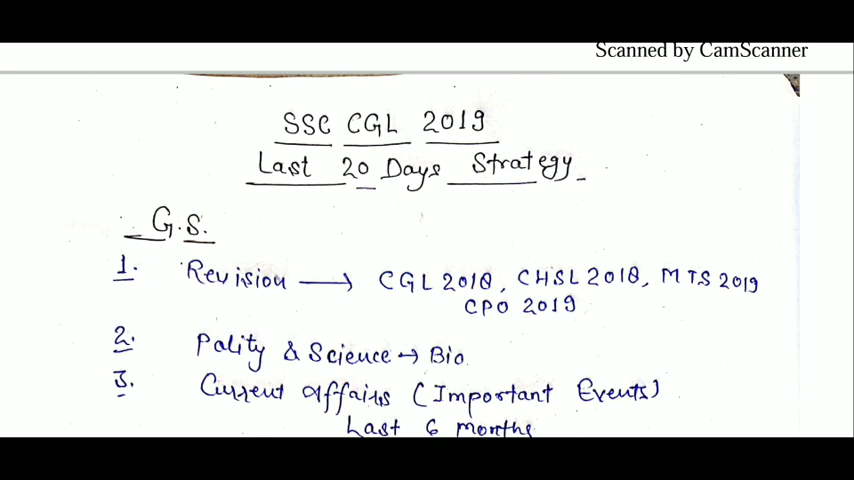 Scanned by CamScanner
SSC CGL 2019
Last 20 Days Strategy
G.S.
1. Revision → CGL 2018, CHSL 2018, MTS 2019
CPO 2019
2. Polity & Science → Bio
3. Current affairs (Important Events)
Last 6 months